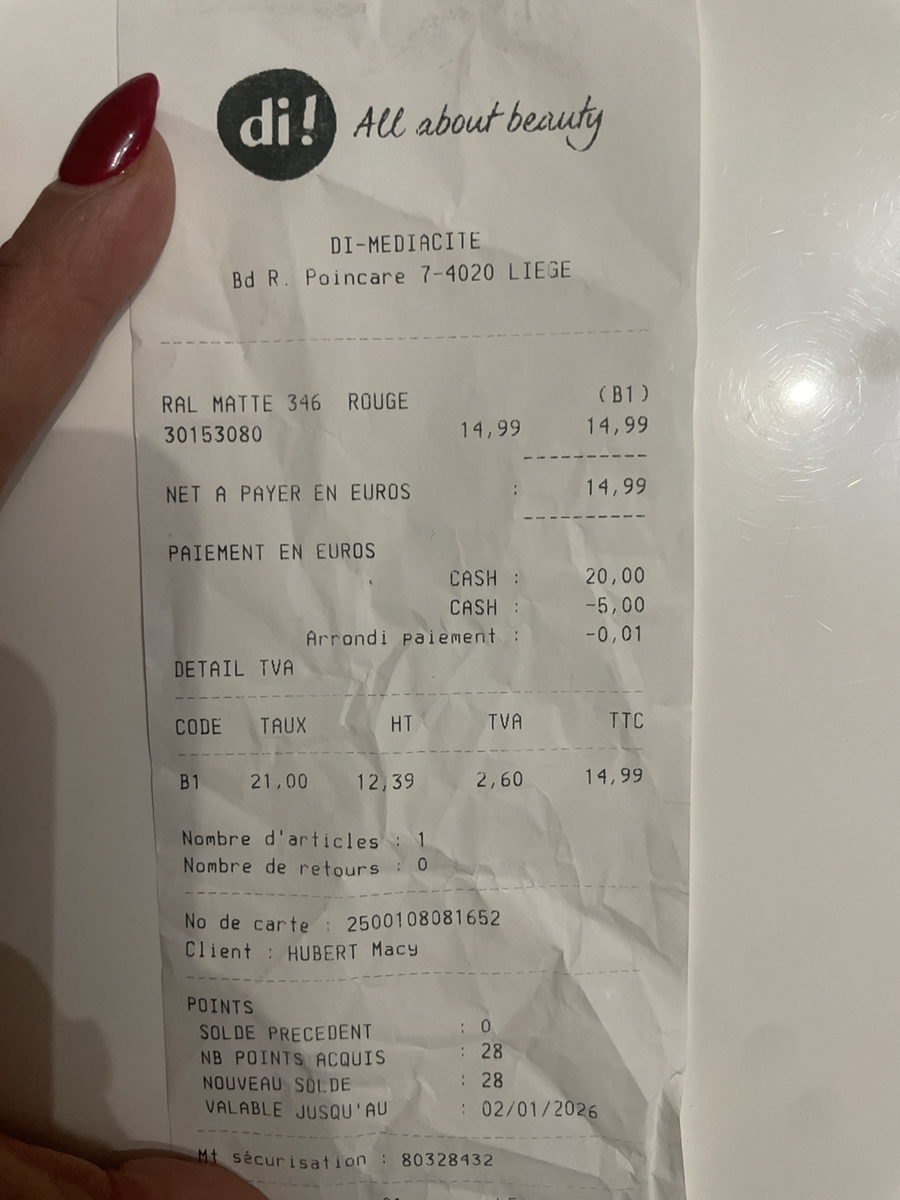 di! All about beauty
DI-MEDIACITE
Bd R. Poincare 7-4020 LIEGE
RAL MATTE 346 ROUGE (B1)
30153080 14,99 14,99
NET A PAYER EN EUROS : 14,99
PAIEMENT EN EUROS
CASH : 20,00
CASH : -5,00
Arrondi paiement : -0,01
DETAIL TVA
CODE TAUX HT TVA TTC
B1 21,00 12,39 2,60 14,99
Nombre d'articles : 1
Nombre de retours : 0
No de carte : 2500108081652
Client : HUBERT Macy
POINTS
SOLDE PRECEDENT : 0
NB POINTS ACQUIS : 28
NOUVEAU SOLDE : 28
VALABLE JUSQU'AU : 02/01/2026
Mt sécurisation : 80328432